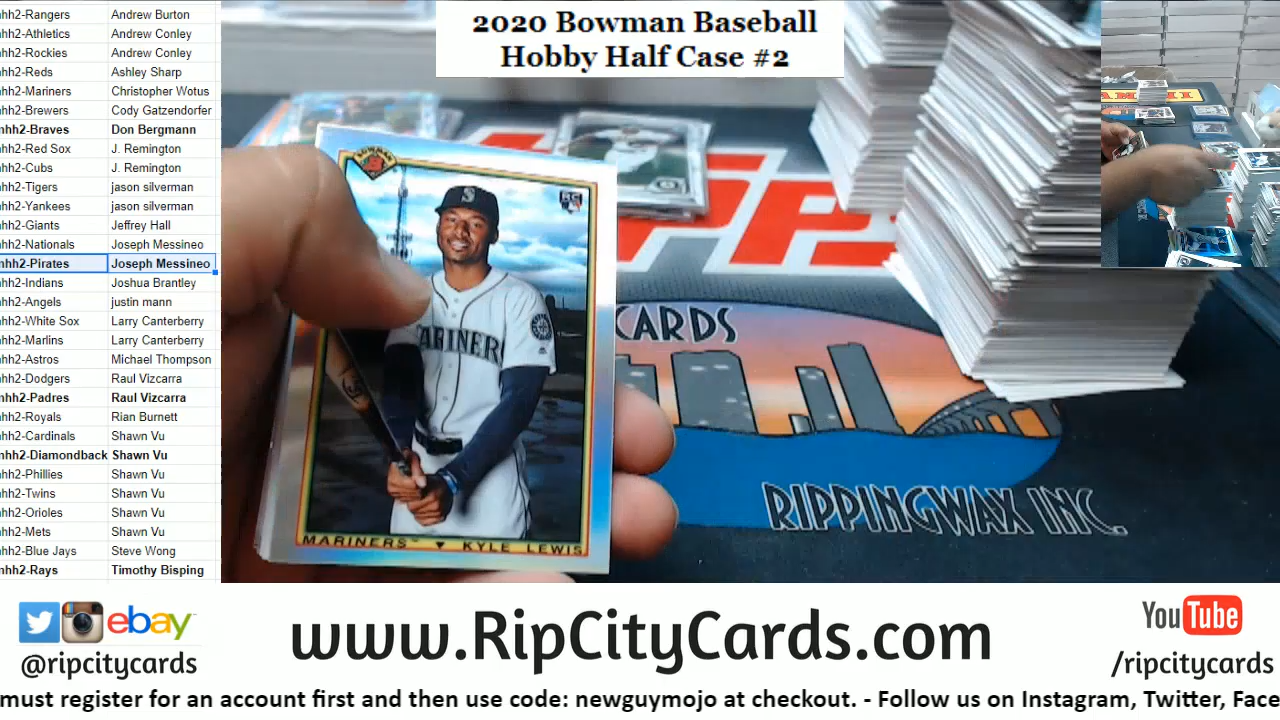 hh2-Rangers Andrew Burton
hh2-Athletics Andrew Conley
hh2-Rockies Andrew Conley
hh2-Reds Ashley Sharp
hh2-Mariners Christopher Wotus
hh2-Brewers Cody Gatzendorfer
hh2-Braves Don Bergmann
hh2-Red Sox J. Remington
hh2-Cubs J. Remington
hh2-Tigers jason silverman
hh2-Yankees jason silverman
hh2-Giants Jeffrey Hall
hh2-Nationals Joseph Messineo
hh2-Pirates Joseph Messineo
hh2-Indians Joshua Brantley
hh2-Angels justin mann
hh2-White Sox Larry Canterberry
hh2-Marlins Larry Canterberry
hh2-Astros Michael Thompson
hh2-Dodgers Raul Vizcarra
hh2-Padres Raul Vizcarra
hh2-Royals Rian Burnett
hh2-Cardinals Shawn Vu
hh2-Diamondback Shawn Vu
hh2-Phillies Shawn Vu
hh2-Twins Shawn Vu
hh2-Orioles Shawn Vu
hh2-Mets Shawn Vu
hh2-Blue Jays Steve Wong
hh2-Rays Timothy Bisping
2020 Bowman Baseball
Hobby Half Case #2
BOWMAN
RC
S
MARINERS
MARINERS KYLE LEWIS
CARDS
RIPPINGWAX INC.
ebay
@ripcitycards
www.RipCityCards.com
YouTube
/ripcitycards
must register for an account first and then use code: newguymojo at checkout. - Follow us on Instagram, Twitter, Face